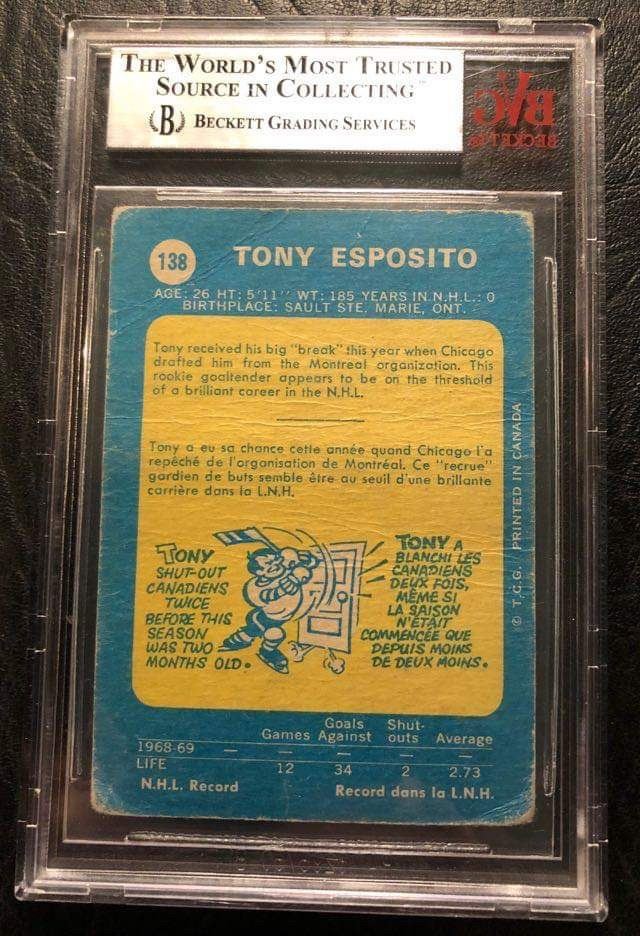 THE WORLD'S MOST TRUSTED
SOURCE IN COLLECTING™
B BECKETT GRADING SERVICES
BVG
138
TONY ESPOSITO
AGE: 26 HT: 5'11" WT: 185 YEARS IN N.H.L.: 0
BIRTHPLACE: SAULT STE. MARIE, ONT.
Tony received his big "break" this year when Chicago
drafted him from the Montreal organization. This
rookie goaltender appears to be on the threshold
of a brilliant career in the N.H.L.
Tony a eu sa chance cette année quand Chicago l'a
repêché de l'organisation de Montréal. Ce "recrue"
gardien de buts semble être au seuil d'une brillante
carrière dans la L.N.H.
TONY
SHUT-OUT
CANADIENS
TWICE
BEFORE THIS
SEASON
WAS TWO
MONTHS OLD.
TONY A
BLANCHI LES
CANADIENS
DEUX FOIS,
MÊME SI
LA SAISON
N'ÉTAIT
COMMENCÉE QUE
DEPUIS MOINS
DE DEUX MOINS.
© T.C.G. PRINTED IN CANADA
Games Goals Against Shut-outs Average
1968-69 — — — —
LIFE 12 34 2 2.73
N.H.L. Record Record dans la L.N.H.